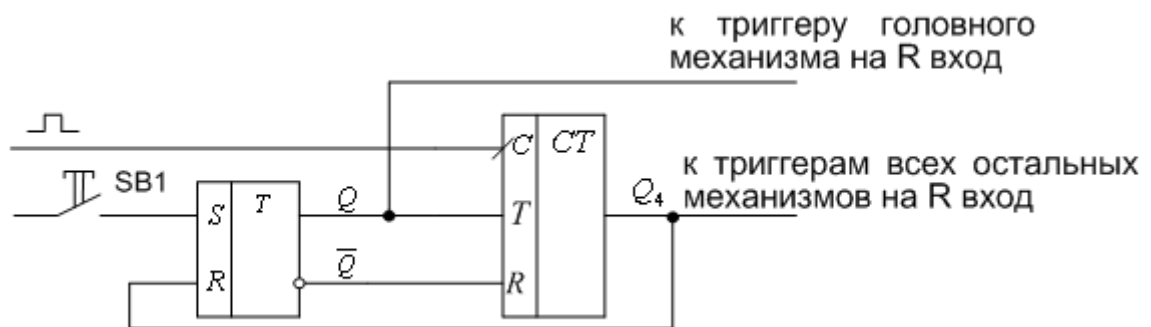 к триггеру головного
механизма на R вход
C CT
к триггерам всех остальных
механизмов на R вход
SB1
S T Q T Q₄
R Q̅ R